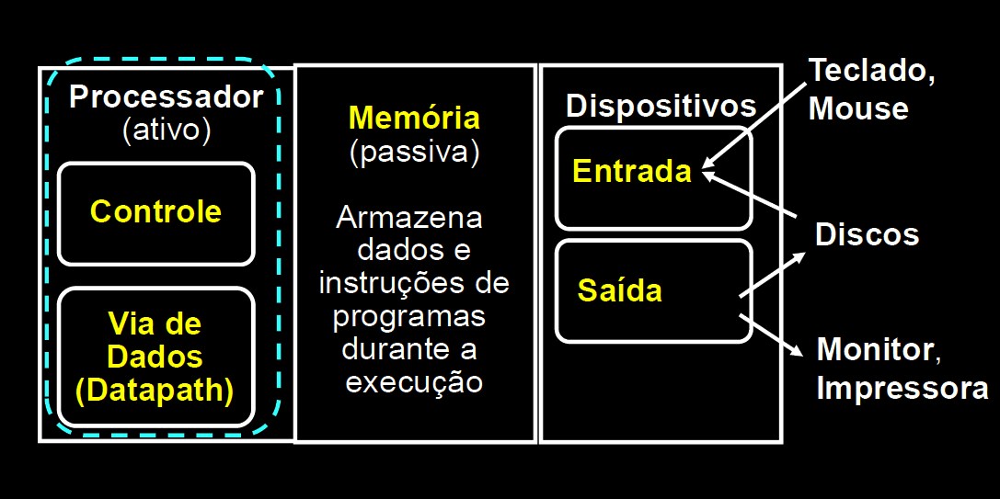 Processador
(ativo)
Controle
Via de
Dados
(Datapath)
Memória
(passiva)
Armazena
dados e
instruções de
programas
durante a
execução
Dispositivos
Entrada
Saída
Teclado,
Mouse
Discos
Monitor,
Impressora